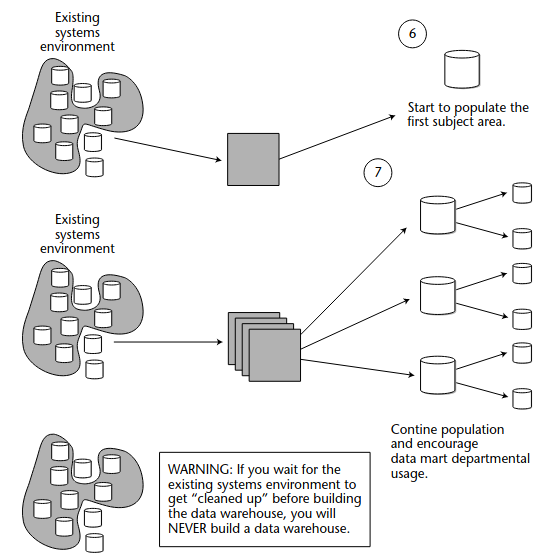 Existing
systems
environment
6
Start to populate the
first subject area.
7
Existing
systems
environment
Contine population
and encourage
data mart departmental
usage.
WARNING: If you wait for the
existing systems environment to
get “cleaned up” before building
the data warehouse, you will
NEVER build a data warehouse.